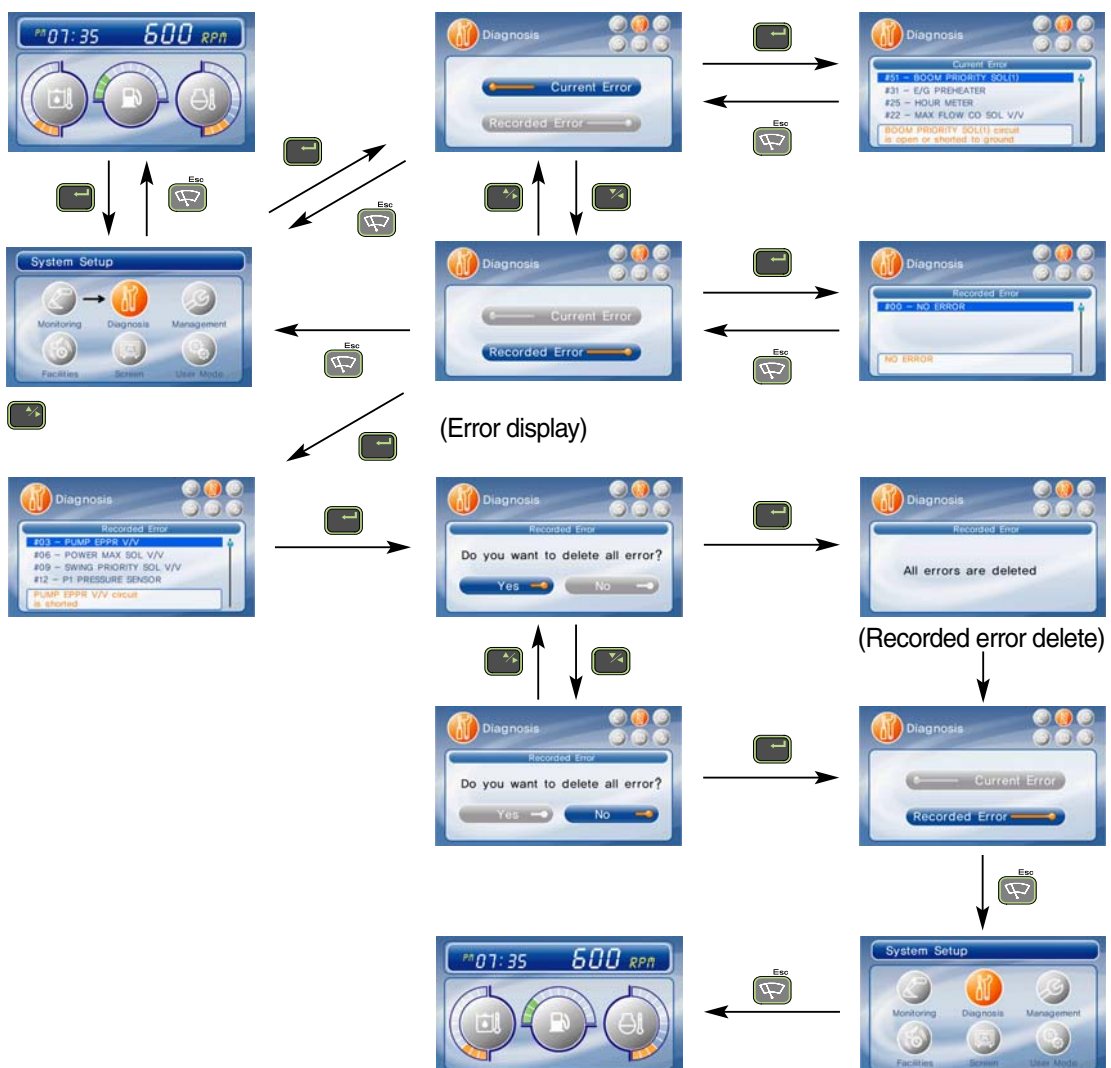 PM 07:35 600 RPM
Esc
System Setup
Monitoring Diagnosis Management
Facilities Screen User Mode
Diagnosis
Current Error
Recorded Error
Esc
Esc
Diagnosis
Current Error
#51 - BOOM PRIORITY SOL(1)
#31 - E/G PREHEATER
#25 - HOUR METER
#22 - MAX FLOW CO SOL V/V
BOOM PRIORITY SOL(1) circuit
is open or shorted to ground
Diagnosis
Current Error
Recorded Error
Esc
Esc
Diagnosis
Recorded Error
#00 - NO ERROR
NO ERROR
(Error display)
Diagnosis
Recorded Error
#03 - PUMP EPPR V/V
#06 - POWER MAX SOL V/V
#09 - SWING PRIORITY SOL V/V
#12 - P1 PRESSURE SENSOR
PUMP EPPR V/V circuit
is shorted
Diagnosis
Recorded Error
Do you want to delete all error?
Yes No
Diagnosis
Recorded Error
All errors are deleted
(Recorded error delete)
Diagnosis
Recorded Error
Do you want to delete all error?
Yes No
Diagnosis
Current Error
Recorded Error
Esc
System Setup
Monitoring Diagnosis Management
Facilities Screen User Mode
Esc
PM 07:35 600 RPM